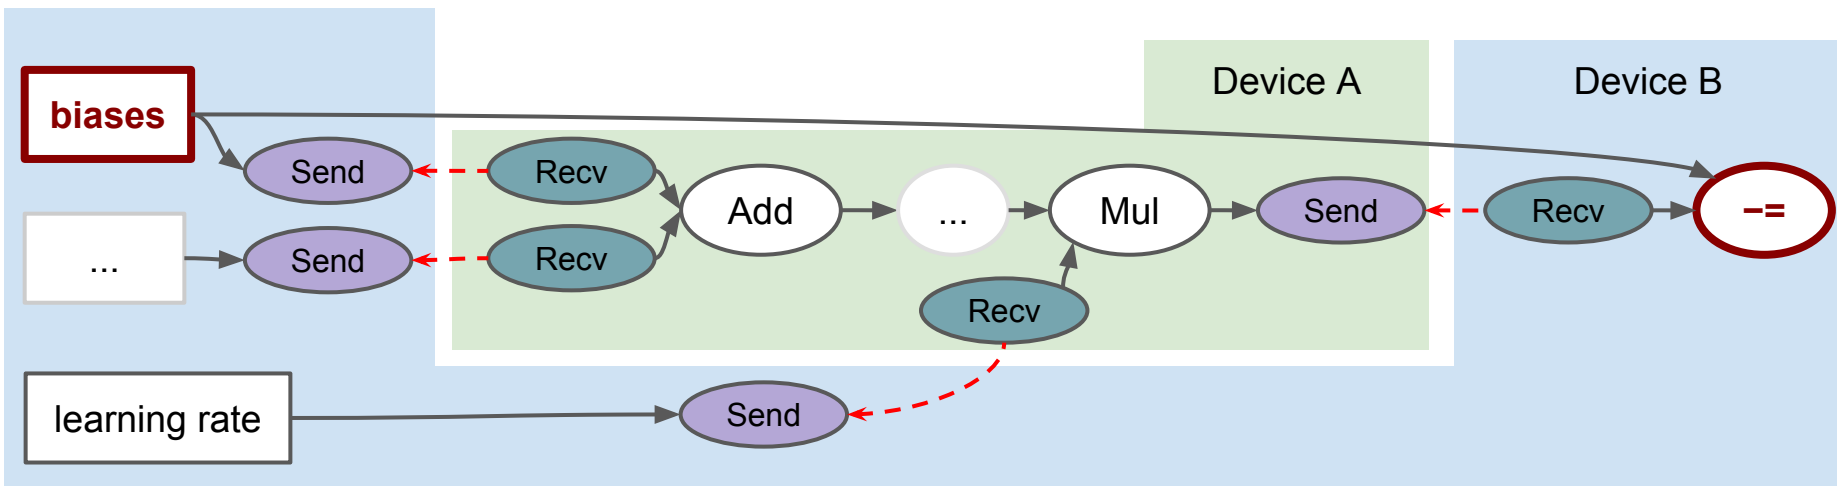 Device A
Device B
biases
Send
Recv
Add
...
Mul
Send
Recv
−=
...
Send
Recv
Recv
learning rate
Send